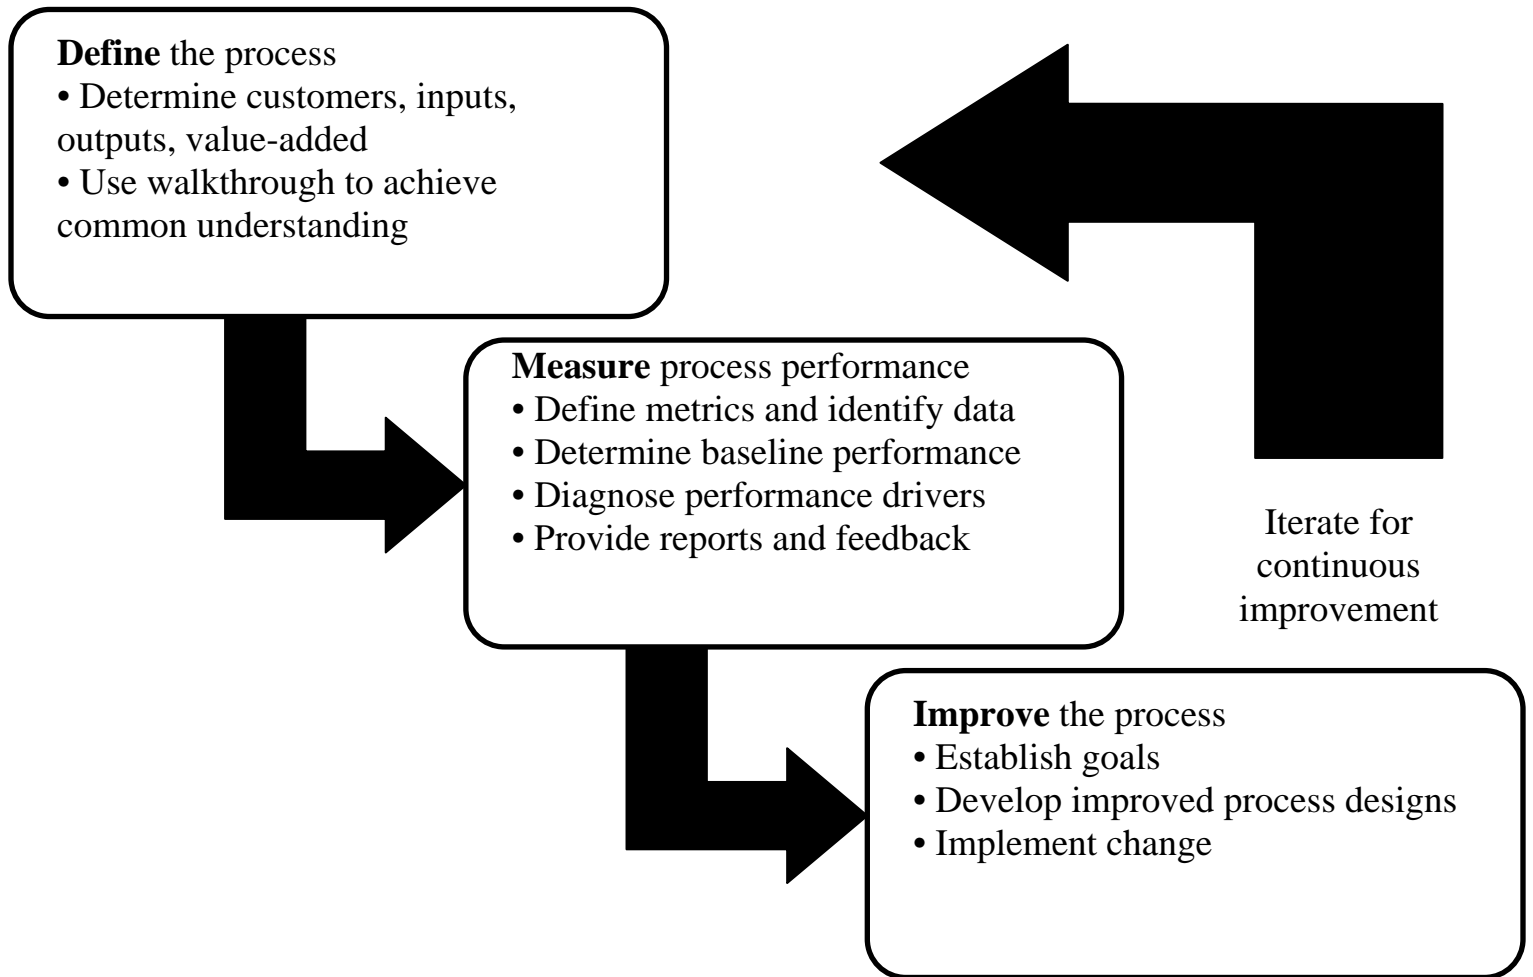 Define the process
• Determine customers, inputs,
outputs, value-added
• Use walkthrough to achieve
common understanding
Measure process performance
• Define metrics and identify data
• Determine baseline performance
• Diagnose performance drivers
• Provide reports and feedback
Iterate for
continuous
improvement
Improve the process
• Establish goals
• Develop improved process designs
• Implement change